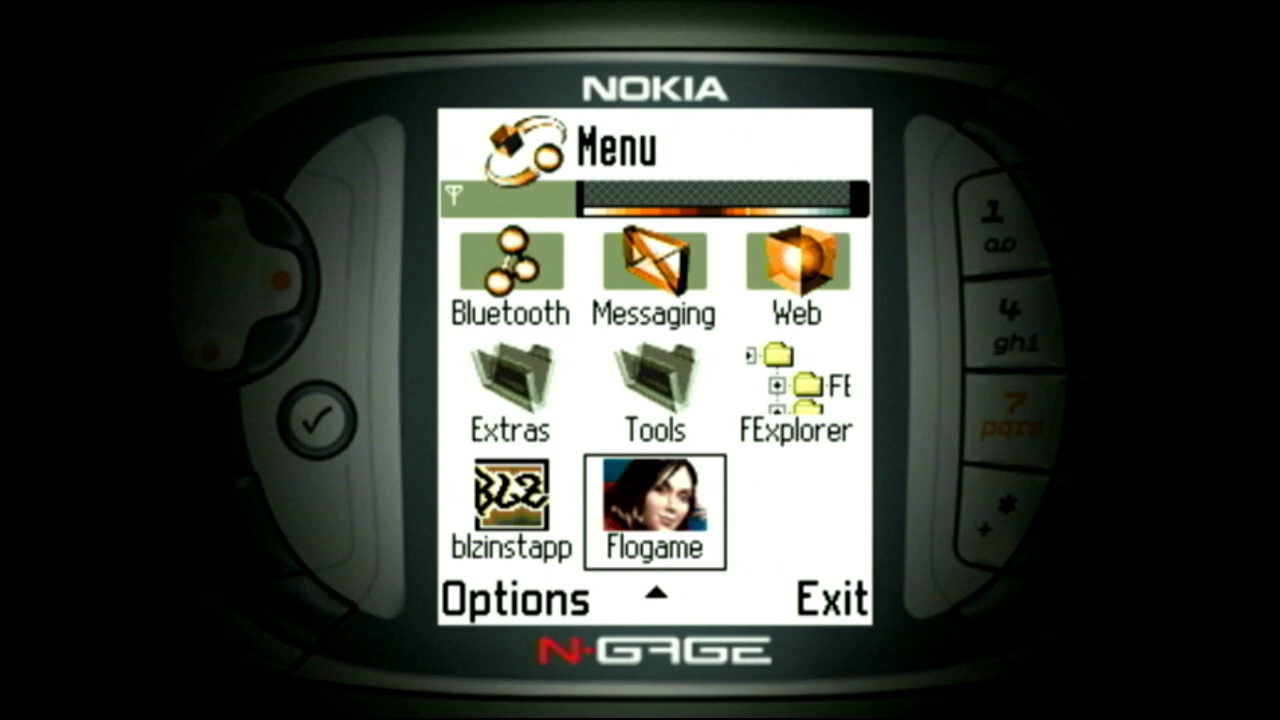 NOKIA
Menu
Bluetooth Messaging Web
FE
Extras Tools FExplorer
BLZ
blzinstapp Flogame
Options Exit
N-GAGE
1
4
ghi
7
pqrs
*
+